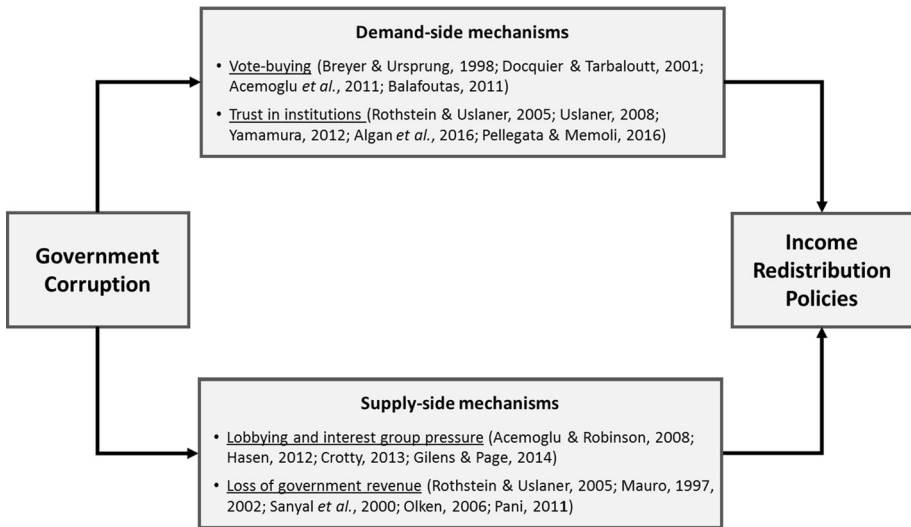 Demand-side mechanisms
• Vote-buying (Breyer & Ursprung, 1998; Docquier & Tarbaloutt, 2001;
Acemoglu et al., 2011; Balafoutas, 2011)
• Trust in institutions (Rothstein & Uslaner, 2005; Uslaner, 2008;
Yamamura, 2012; Algan et al., 2016; Pellegata & Memoli, 2016)
Government
Corruption
Income
Redistribution
Policies
Supply-side mechanisms
• Lobbying and interest group pressure (Acemoglu & Robinson, 2008;
Hasen, 2012; Crotty, 2013; Gilens & Page, 2014)
• Loss of government revenue (Rothstein & Uslaner, 2005; Mauro, 1997,
2002; Sanyal et al., 2000; Olken, 2006; Pani, 2011)